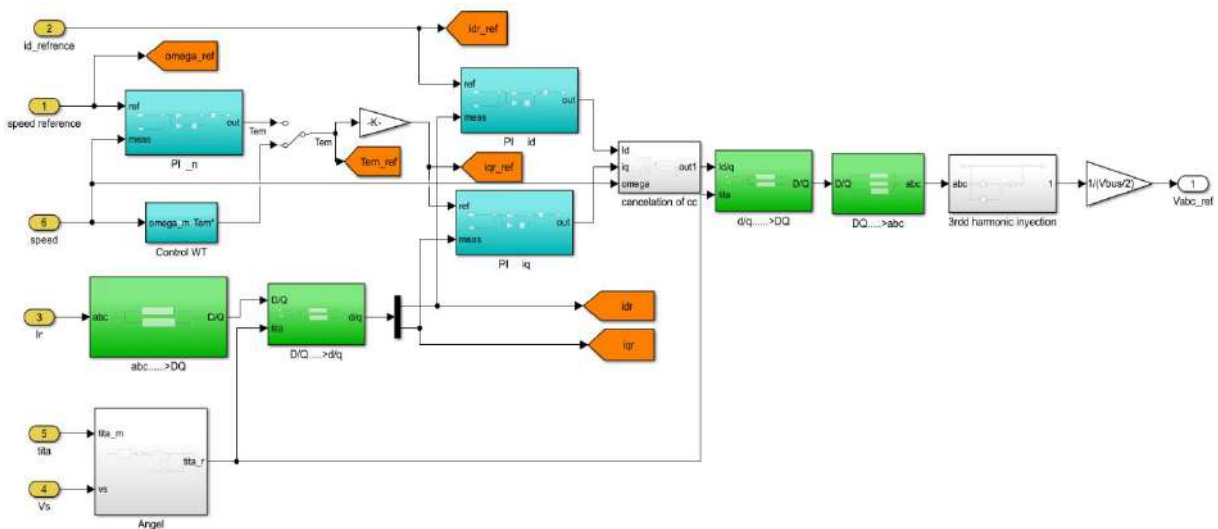 2
id_refrence
idr_ref
omega_ref
1
speed reference
ref
meas
out
PI _n
Tem
Tem
-K-
Tem_ref
ref
meas
out
PI id
iqr_ref
ref
meas
out
PI iq
6
speed
omega_m Tem*
Control WT
Id
iq
omega
out1
cancelation of cc
Id/q
tita
D/Q
d/q......>DQ
D/Q
abc
DQ.....>abc
abc
1
3rdd harmonic inyection
1/(Vbus/2)
1
Vabc_ref
3
Ir
abc
D/Q
abc......>DQ
D/Q
tita
d/q
D/Q.....>d/q
idr
iqr
5
tita
4
Vs
tita_m
vs
tita_r
Angel